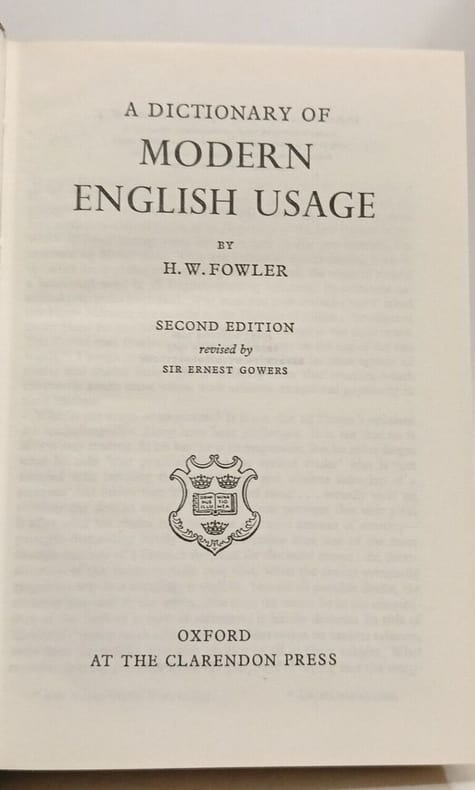 A DICTIONARY OF
MODERN
ENGLISH USAGE
BY
H. W. FOWLER
SECOND EDITION
revised by
SIR ERNEST GOWERS
OXFORD
AT THE CLARENDON PRESS